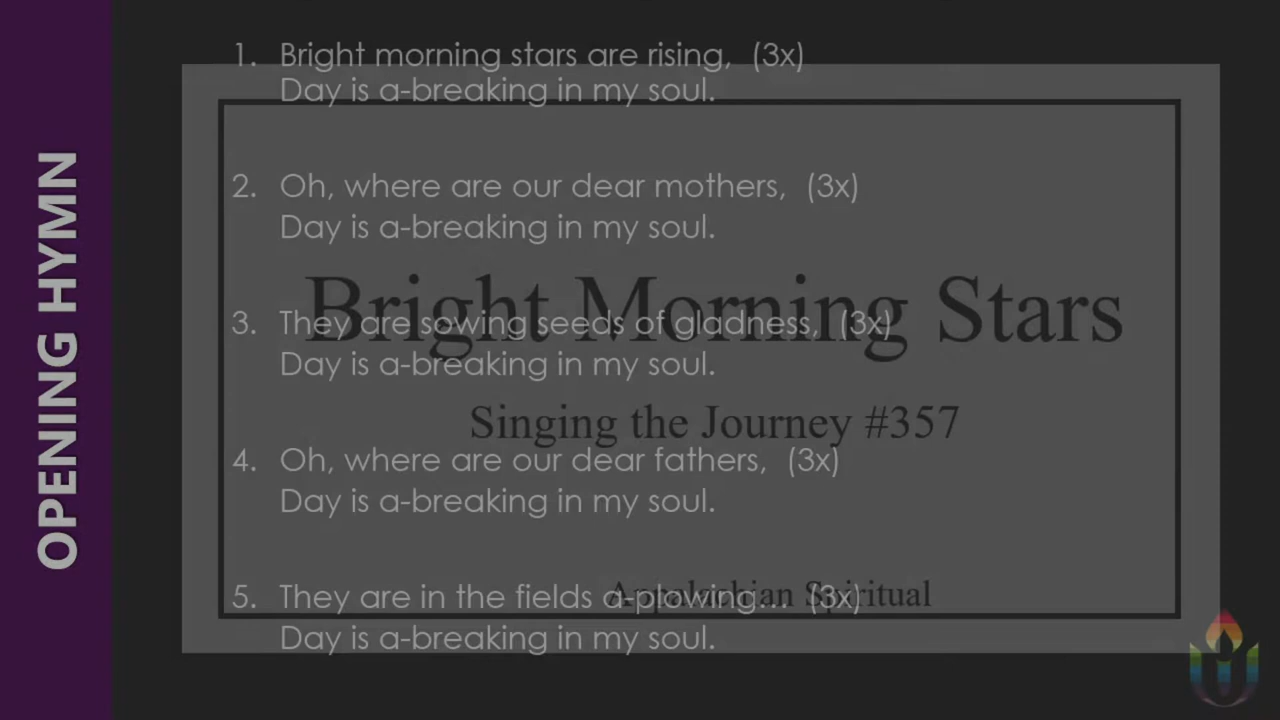 OPENING HYMN
1. Bright morning stars are rising, (3x)
Day is a-breaking in my soul.
2. Oh, where are our dear mothers, (3x)
Day is a-breaking in my soul.
Bright Morning Stars
3. They are sowing seeds of gladness, (3x)
Day is a-breaking in my soul.
Singing the Journey #357
4. Oh, where are our dear fathers, (3x)
Day is a-breaking in my soul.
5. They are in the fields a-plowing... (3x)
Appalachian Spiritual
Day is a-breaking in my soul.